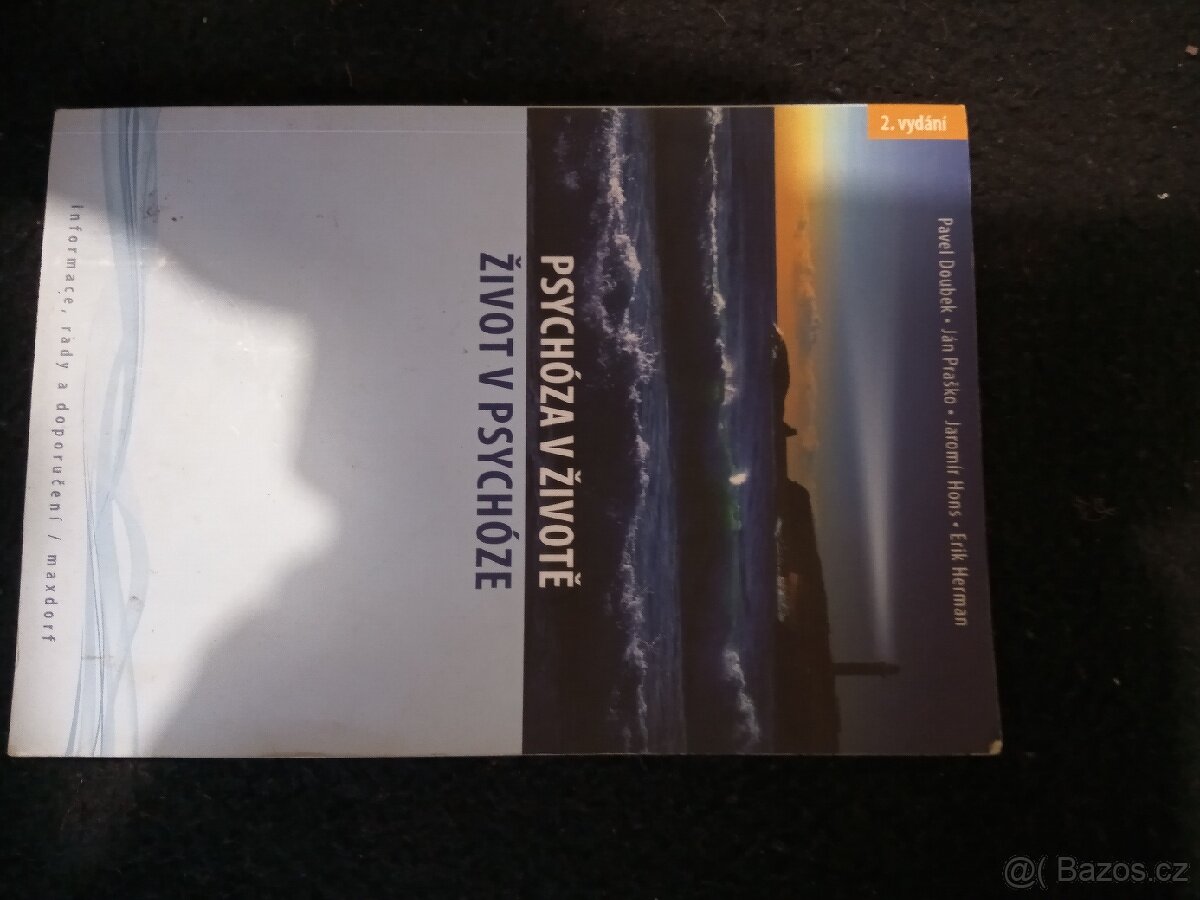 2. vydání
Pavel Doubek • Ján Praško • Jaromír Hons • Erik Herman
PSYCHÓZA V ŽIVOTĚ
ŽIVOT V PSYCHÓZE
Informace, rady a doporučení / maxdorf
@( Bazos.cz